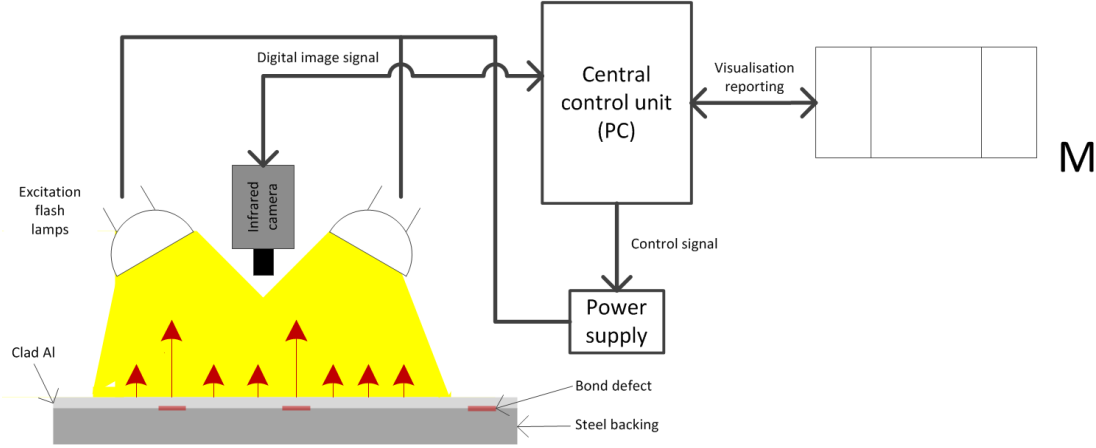 Digital image signal
Central
control unit
(PC)
Visualisation
reporting
M
Excitation
flash
lamps
Infrared
camera
Control signal
Power
supply
Clad Al
Bond defect
Steel backing